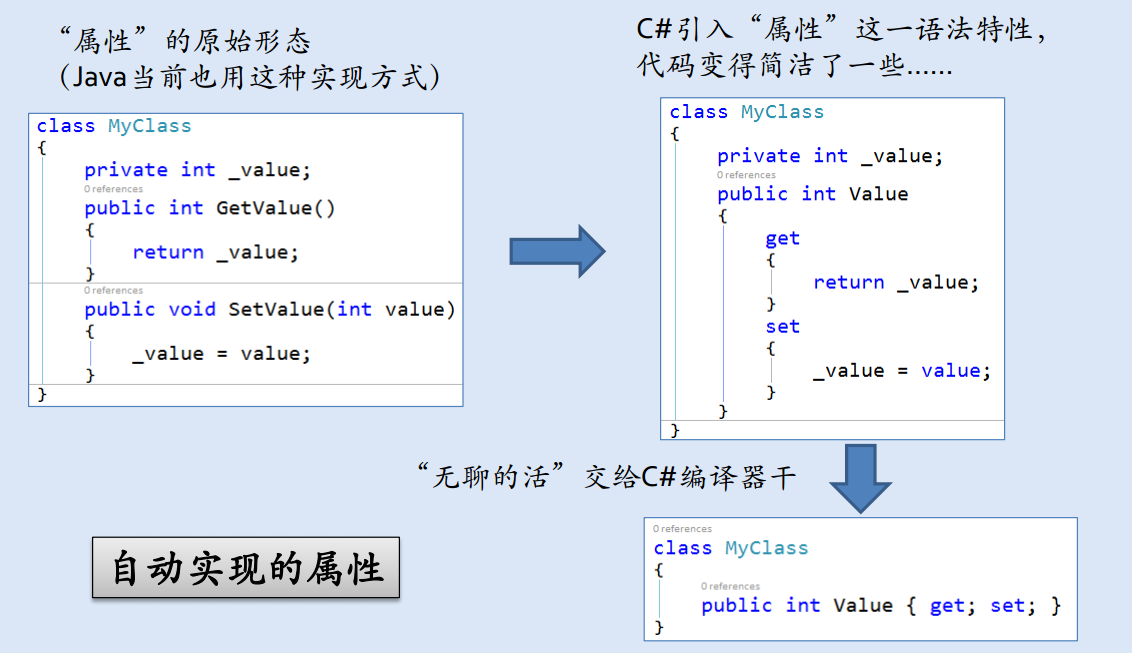 “属性”的原始形态
（Java当前也用这种实现方式）
class MyClass
{
private int _value;
0 references
public int GetValue()
{
return _value;
}
0 references
public void SetValue(int value)
{
_value = value;
}
}
C#引入“属性”这一语法特性，
代码变得简洁了一些……
class MyClass
{
private int _value;
0 references
public int Value
{
get
{
return _value;
}
set
{
_value = value;
}
}
}
“无聊的活”交给C#编译器干
自动实现的属性
0 references
class MyClass
{
0 references
public int Value { get; set; }
}